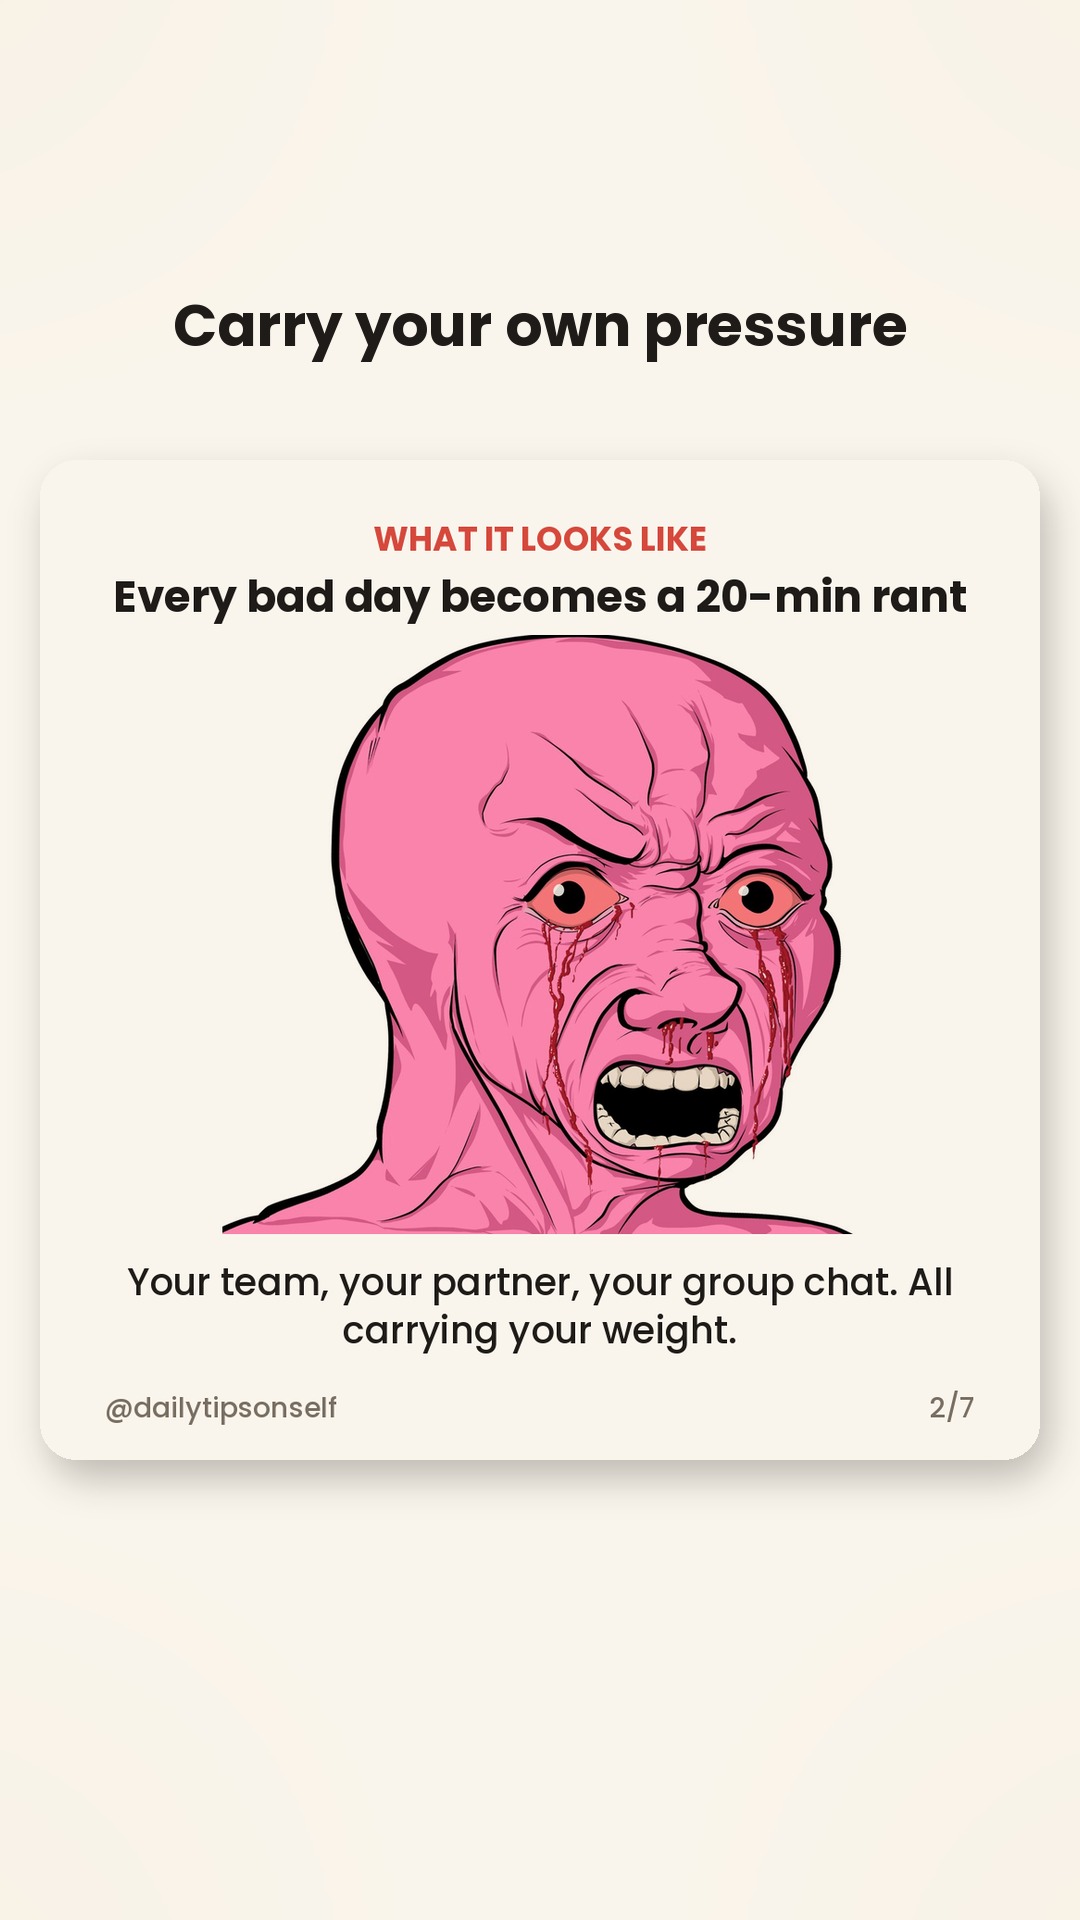 Carry your own pressure
WHAT IT LOOKS LIKE
Every bad day becomes a 20-min rant
Your team, your partner, your group chat. All
carrying your weight.
@dailytipsonself
2/7